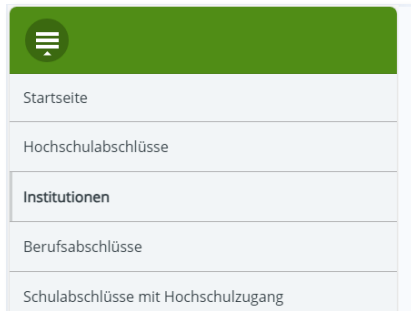 Startseite
Hochschulabschlüsse
Institutionen
Berufsabschlüsse
Schulabschlüsse mit Hochschulzugang